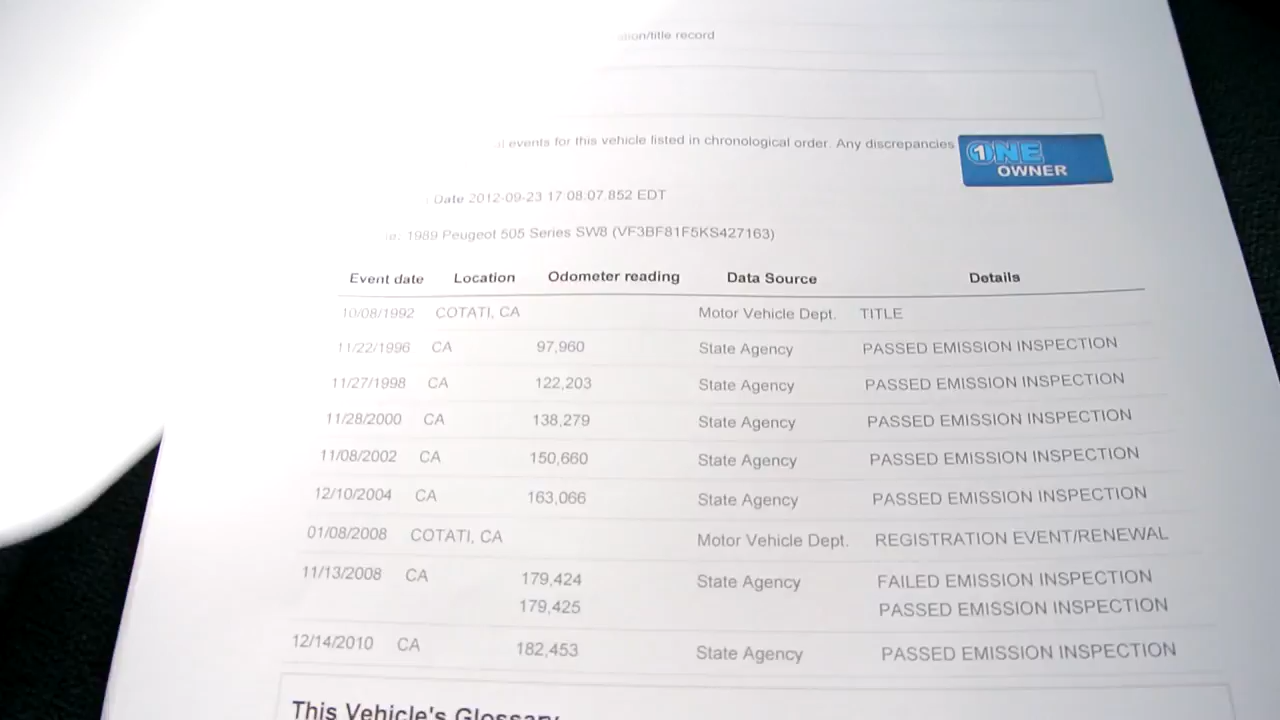 title record
events for this vehicle listed in chronological order. Any discrepancies
1 ONE
OWNER
Date 2012-09-23 17:08:07.852 EDT
1989 Peugeot 505 Series SW8 (VF3BF81F5KS427163)
Event date Location Odometer reading Data Source Details
10/08/1992 COTATI, CA Motor Vehicle Dept. TITLE
11/22/1996 CA 97,960 State Agency PASSED EMISSION INSPECTION
11/27/1998 CA 122,203 State Agency PASSED EMISSION INSPECTION
11/28/2000 CA 138,279 State Agency PASSED EMISSION INSPECTION
11/08/2002 CA 150,660 State Agency PASSED EMISSION INSPECTION
12/10/2004 CA 163,066 State Agency PASSED EMISSION INSPECTION
01/08/2008 COTATI, CA Motor Vehicle Dept. REGISTRATION EVENT/RENEWAL
11/13/2008 CA 179,424 State Agency FAILED EMISSION INSPECTION
179,425 PASSED EMISSION INSPECTION
12/14/2010 CA 182,453 State Agency PASSED EMISSION INSPECTION
This Vehicle's Glossary